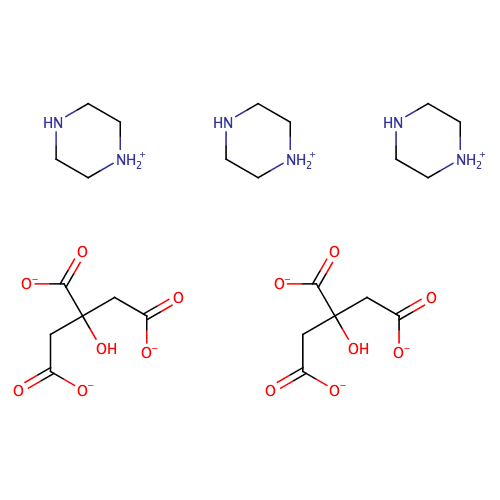 HN HN HN
NH₂⁺ NH₂⁺ NH₂⁺
O O
O⁻ O⁻
O O
OH OH
O⁻ O⁻
O O⁻ O O⁻